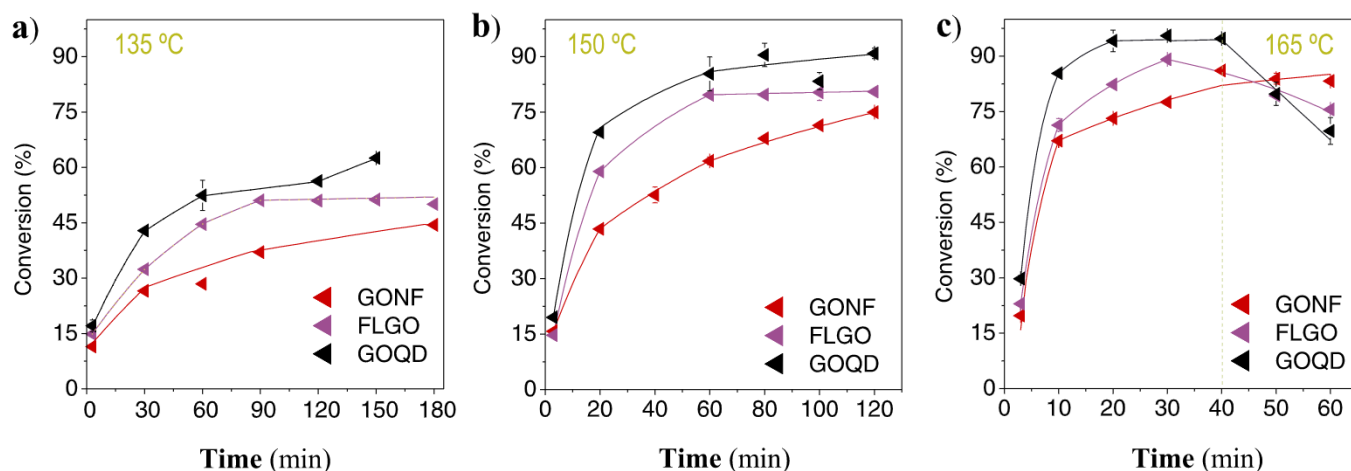 a)
135 ºC
Conversion (%)
90
75
60
45
30
15
0
GONF
FLGO
GOQD
0 30 60 90 120 150 180
Time (min)
b)
150 ºC
Conversion (%)
90
75
60
45
30
15
0
GONF
FLGO
GOQD
0 20 40 60 80 100 120
Time (min)
c)
165 ºC
Conversion (%)
90
75
60
45
30
15
0
GONF
FLGO
GOQD
0 10 20 30 40 50 60
Time (min)